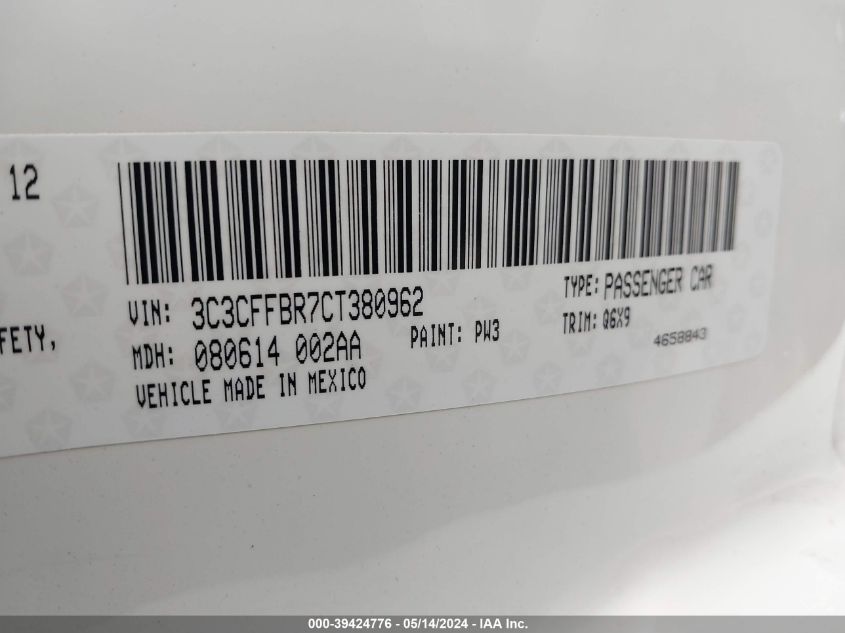 12
VIN: 3C3CFFBR7CT380962
TYPE: PASSENGER CAR
FETY,
MDH: 080614 002AA
PAINT: PW3
TRIM: Q6X9
4658843
VEHICLE MADE IN MEXICO
000-39424776 - 05/14/2024 - IAA Inc.